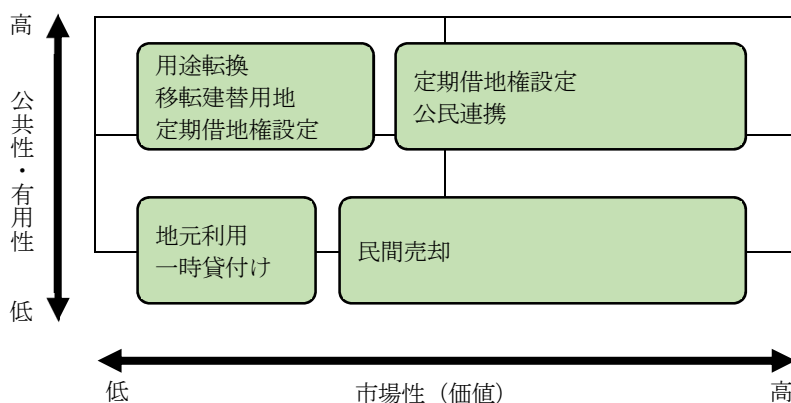 高
公共性・有用性
低
用途転換
移転建替用地
定期借地権設定
定期借地権設定
公民連携
地元利用
一時貸付け
民間売却
低
市場性（価値）
高